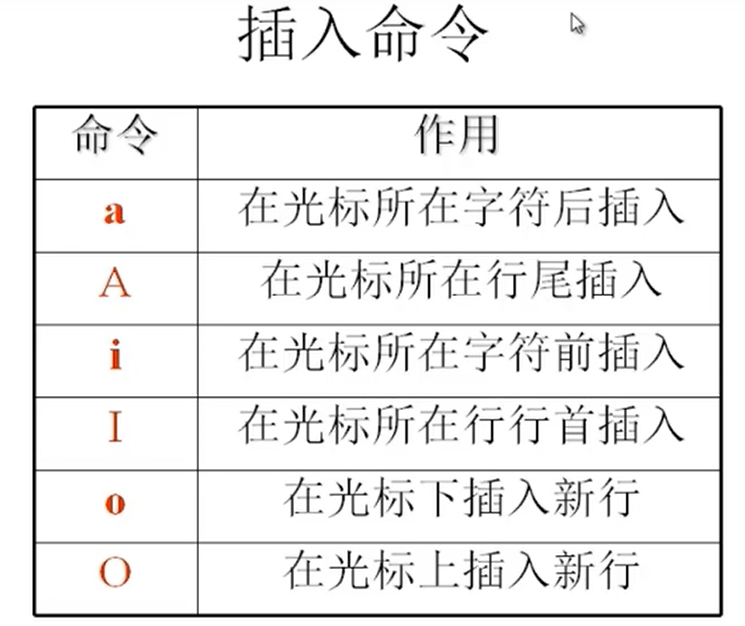 插入命令
命令 作用
a 在光标所在字符后插入
A 在光标所在行尾插入
i 在光标所在字符前插入
I 在光标所在行行首插入
o 在光标下插入新行
O 在光标上插入新行